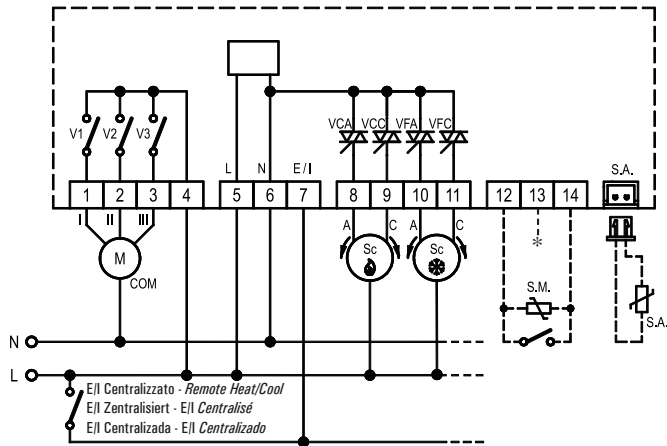 V1 V2 V3
VCA VCC VFA VFC
L N E/I
S.A.
1 2 3 4 5 6 7 8 9 10 11 12 13 14
I II III
A C A C
*
M
Sc Sc
COM
S.M.
S.A.
N
L
E/I Centralizzato - Remote Heat/Cool
E/I Zentralisiert - E/I Centralisé
E/I Centralizada - E/I Centralizado